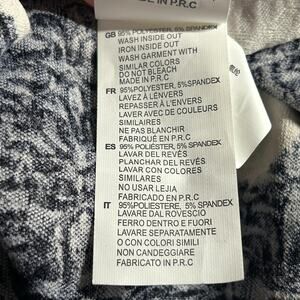 IN P.R.C
GB 95% POLYESTER, 5% SPANDEX
WASH INSIDE OUT
IRON INSIDE OUT
WASH GARMENT WITH
SIMILAR COLORS
DO NOT BLEACH
MADE IN P.R.C
FR 95%POLYESTER, 5%SPANDEX
LAVEZ À LÉNVERS
REPASSER À L'ENVERS
LAVER AVEC DE COULEURS
SIMILAIRES
NE PAS BLANCHIR
FABRIQUÉ EN P.R.C
ES 95% POLIÉSTER, 5% SPANDEX
LAVAR DEL REVÉS
PLANCHAR DEL REVÉS
LAVAR CON COLORES
SIMILARES
NO USAR LEJIA
FABRICADO EN P.R.C
IT 95%POLIESTERE, 5% SPANDEX
LAVARE DAL ROVESCIO
FERRO DENTRO E FUORI
LAVARE SEPARATAMENTE
O CON COLORI SIMILI
NON CANDEGGIARE
FABRICATO IN P.R.C